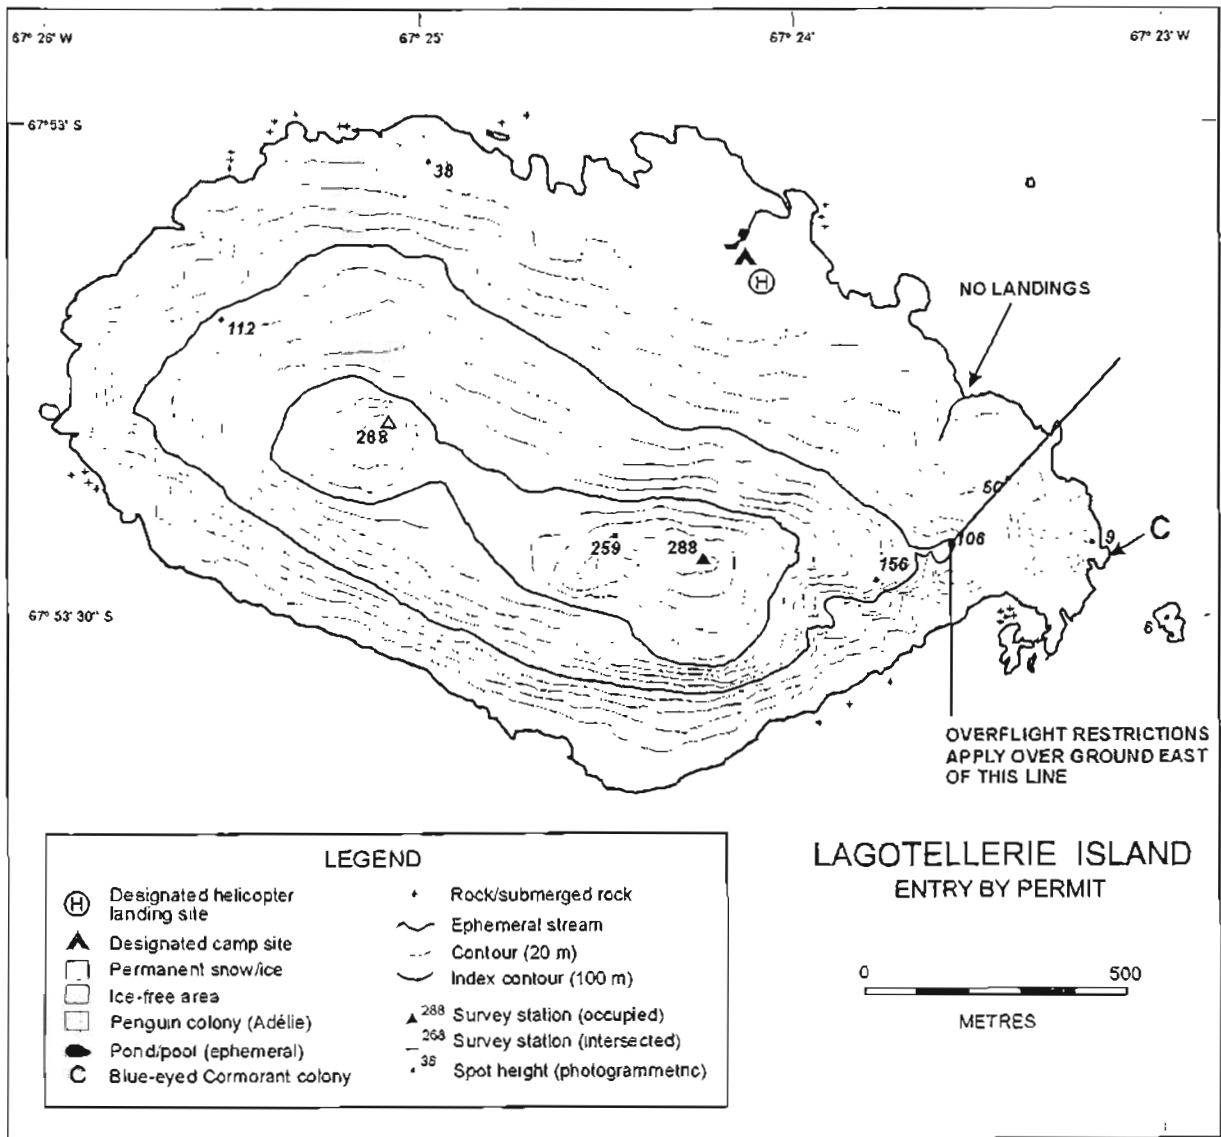 67° 26' W
67° 25'
67° 24'
67° 23' W
67° 53' S
38
H
NO LANDINGS
112
268
50
259
288
156
106
9
C
67° 53' 30" S
6
OVERFLIGHT RESTRICTIONS
APPLY OVER GROUND EAST
OF THIS LINE
LEGEND
H Designated helicopter
landing site
Designated camp site
Permanent snow/ice
Ice-free area
Penguin colony (Adélie)
Pond/pool (ephemeral)
C Blue-eyed Cormorant colony
Rock/submerged rock
Ephemeral stream
Contour (20 m)
Index contour (100 m)
288 Survey station (occupied)
268 Survey station (intersected)
38 Spot height (photogrammetric)
LAGOTELLERIE ISLAND
ENTRY BY PERMIT
0 500
METRES